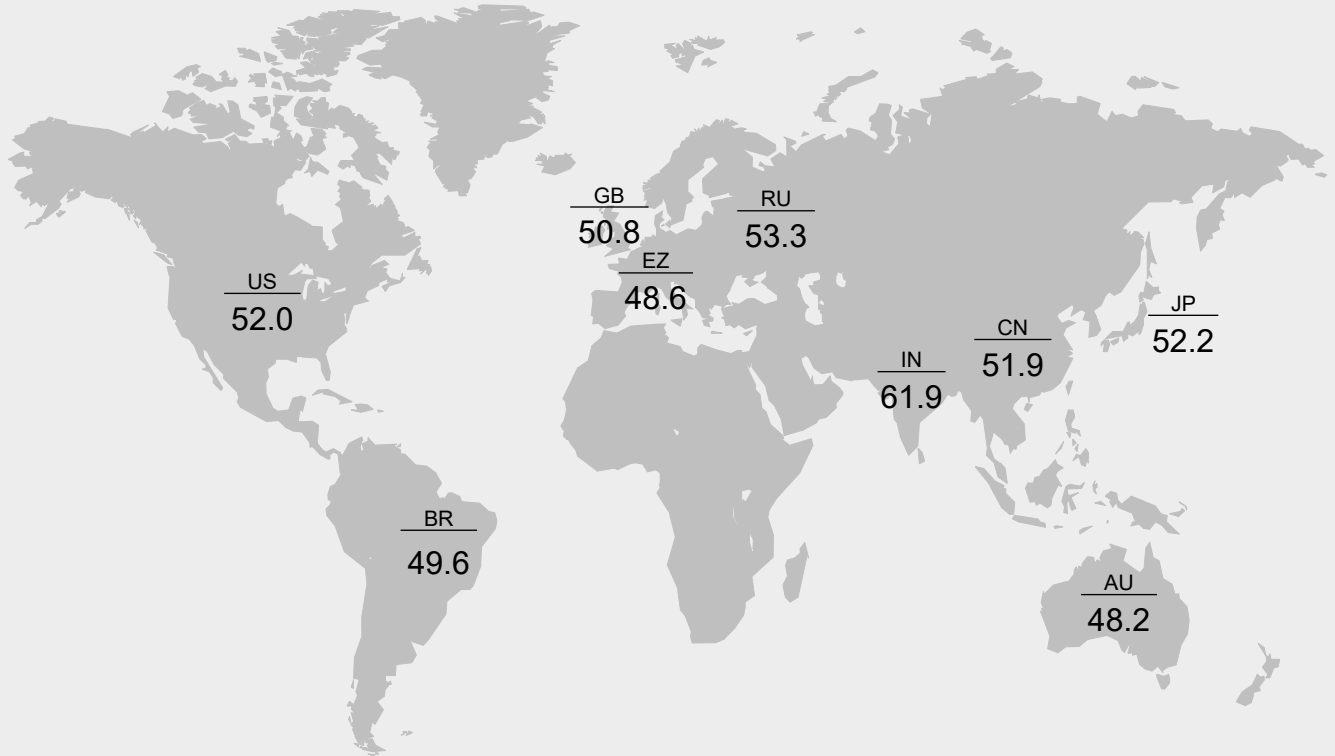 GB
50.8
RU
53.3
EZ
48.6
US
52.0
JP
52.2
CN
51.9
IN
61.9
BR
49.6
AU
48.2